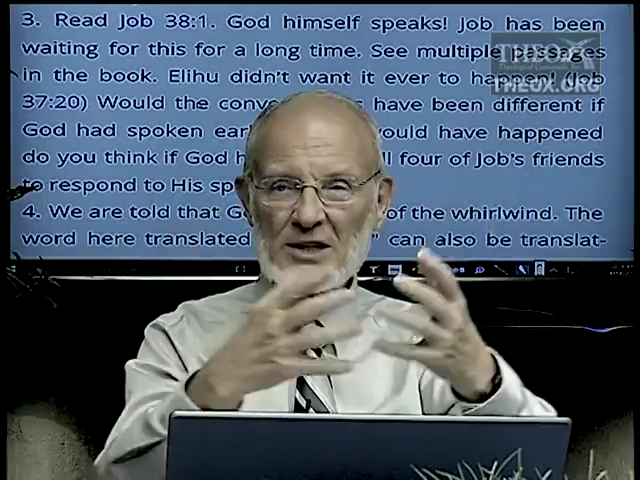 3. Read Job 38:1. God himself speaks! Job has been
waiting for this for a long time. See multiple passages
in the book. Elihu didn't want it ever to happen! (Job
37:20) Would the have been different if
God had spoken would have happened
do you think if God four of Job's friends
to respond to His
4. We are told that of the whirlwind. The
word here translated " can also be translat-
THEOX
THEOX.ORG